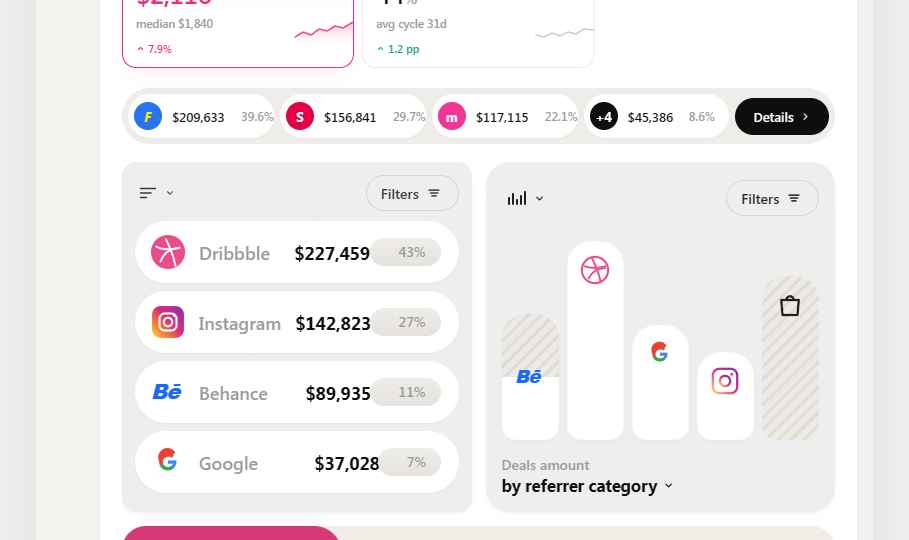 median $1,840
avg cycle 31d
7.9%
1.2 pp
F $209,633 39.6% S $156,841 29.7% m $117,115 22.1% +4 $45,386 8.6% Details
Filters
Filters
Dribbble $227,459 43%
Instagram $142,823 27%
Bē Behance $89,935 11%
G Google $37,028 7%
G
Bē
Deals amount
by referrer category